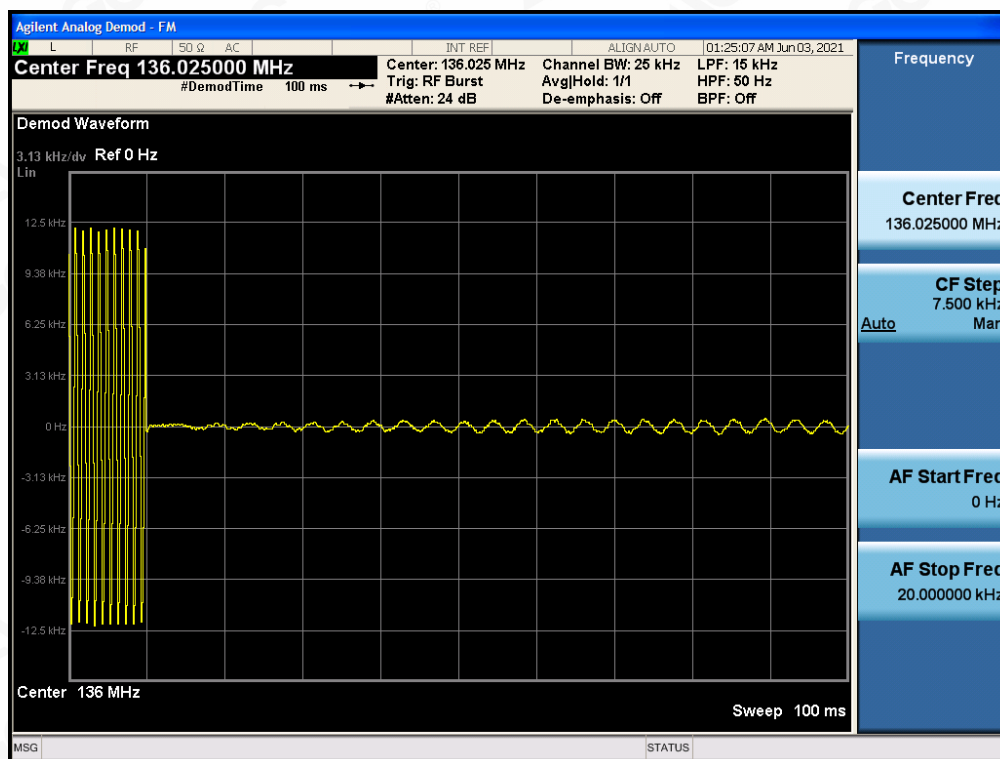 Agilent Analog Demod - FM
LXI L RF 50 Ω AC INT REF ALIGN AUTO 01:25:07 AM Jun 03, 2021
Center Freq 136.025000 MHz
#DemodTime 100 ms
Center: 136.025 MHz
Trig: RF Burst
#Atten: 24 dB
Channel BW: 25 kHz
Avg|Hold: 1/1
De-emphasis: Off
LPF: 15 kHz
HPF: 50 Hz
BPF: Off
Demod Waveform
3.13 kHz/dv Ref 0 Hz
Lin
12.5 kHz
9.38 kHz
6.25 kHz
3.13 kHz
0 Hz
-3.13 kHz
-6.25 kHz
-9.38 kHz
-12.5 kHz
Center 136 MHz
Sweep 100 ms
MSG STATUS
Frequency
Center Freq
136.025000 MHz
CF Step
7.500 kHz
Auto Man
AF Start Freq
0 Hz
AF Stop Freq
20.000000 kHz